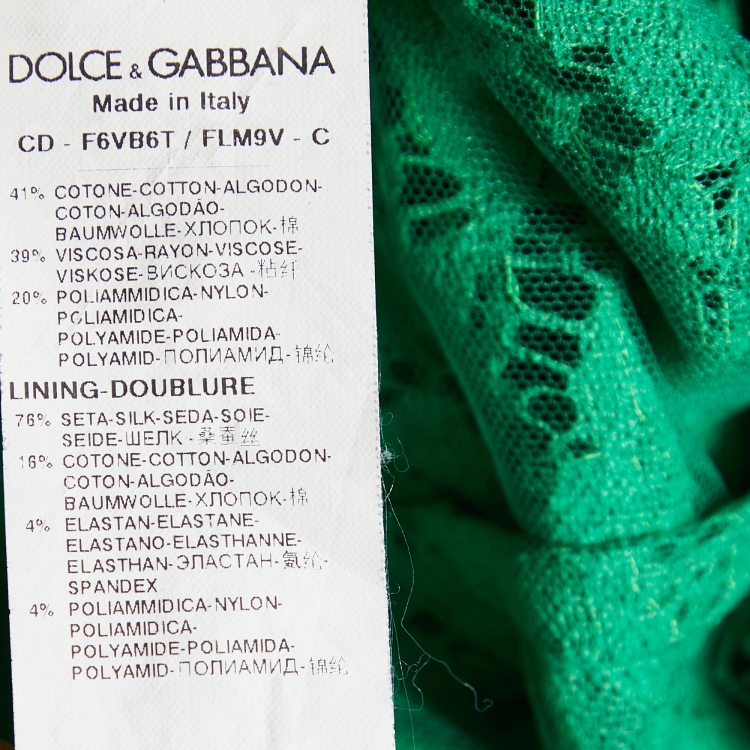 DOLCE & GABBANA
Made in Italy
CD - F6VB6T / FLM9V - C
41% COTONE-COTTON-ALGODON-
COTON-ALGODÃO-
BAUMWOLLE-ХЛОПОК-棉
39% VISCOSA-RAYON-VISCOSE-
VISKOSE-ВИСКОЗА -粘纤
20% POLIAMMIDICA-NYLON-
POLIAMIDICA-
POLYAMIDE-POLIAMIDA-
POLYAMID-ПОЛИАМИД-锦纶
LINING-DOUBLURE
76% SETA-SILK-SEDA-SOIE-
SEIDE-ШЕЛК -桑蚕丝
16% COTONE-COTTON-ALGODON-
COTON-ALGODÃO-
BAUMWOLLE-ХЛОПОК-棉
4% ELASTAN-ELASTANE-
ELASTANO-ELASTHANNE-
ELASTHAN-ЭЛАСТАН-氨纶-
SPANDEX
4% POLIAMMIDICA-NYLON-
POLIAMIDICA-
POLYAMIDE-POLIAMIDA-
POLYAMID-ПОЛИАМИД-锦纶